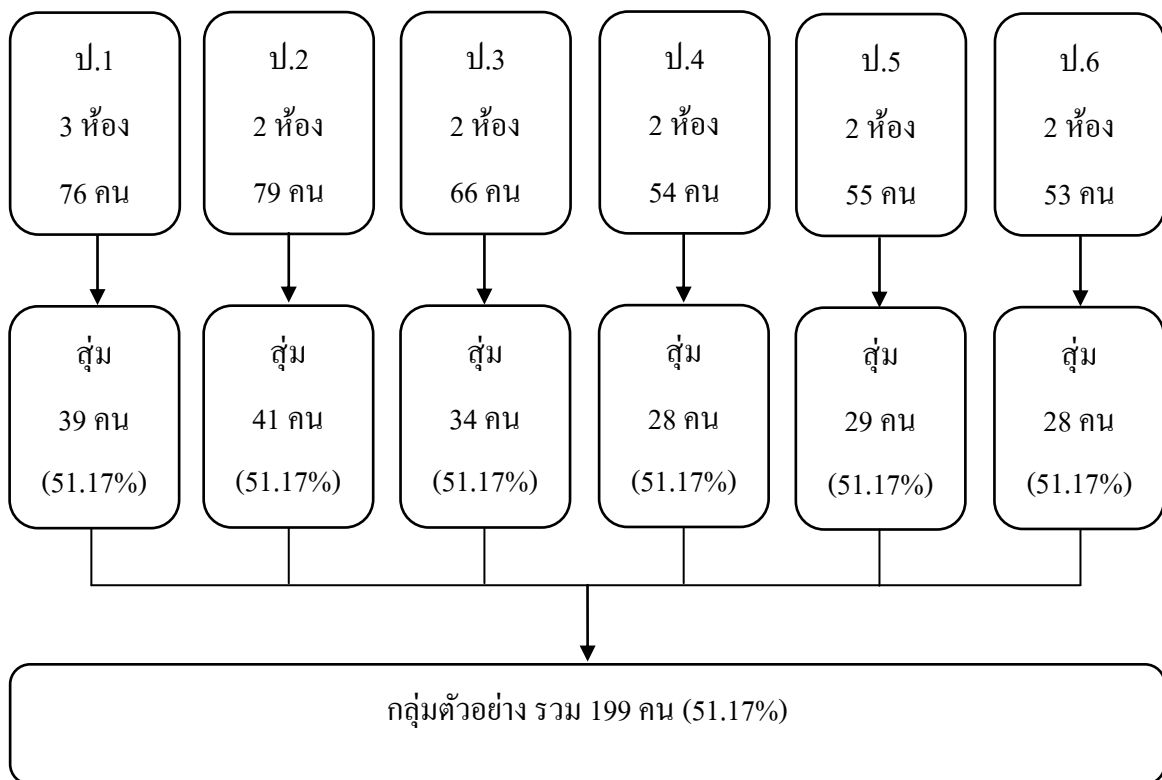 ป.1
3 ห้อง
76 คน
ป.2
2 ห้อง
79 คน
ป.3
2 ห้อง
66 คน
ป.4
2 ห้อง
54 คน
ป.5
2 ห้อง
55 คน
ป.6
2 ห้อง
53 คน
สุ่ม
39 คน
(51.17%)
สุ่ม
41 คน
(51.17%)
สุ่ม
34 คน
(51.17%)
สุ่ม
28 คน
(51.17%)
สุ่ม
29 คน
(51.17%)
สุ่ม
28 คน
(51.17%)
กลุ่มตัวอย่าง รวม 199 คน (51.17%)